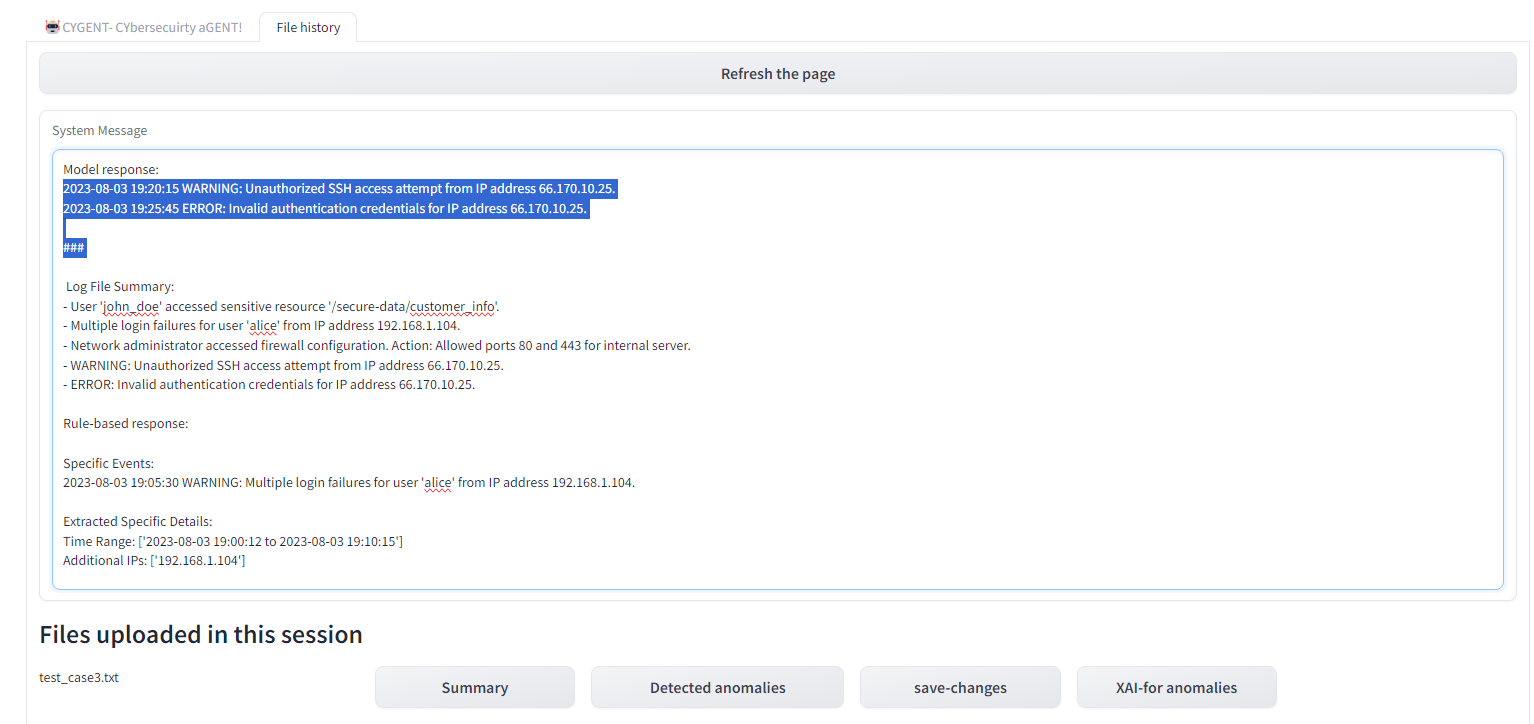 CYGENT- CYbersecuirty aGENT!
File history
Refresh the page
System Message
Model response:
2023-08-03 19:20:15 WARNING: Unauthorized SSH access attempt from IP address 66.170.10.25.
2023-08-03 19:25:45 ERROR: Invalid authentication credentials for IP address 66.170.10.25.
###
Log File Summary:
- User 'john_doe' accessed sensitive resource '/secure-data/customer_info'.
- Multiple login failures for user 'alice' from IP address 192.168.1.104.
- Network administrator accessed firewall configuration. Action: Allowed ports 80 and 443 for internal server.
- WARNING: Unauthorized SSH access attempt from IP address 66.170.10.25.
- ERROR: Invalid authentication credentials for IP address 66.170.10.25.
Rule-based response:
Specific Events:
2023-08-03 19:05:30 WARNING: Multiple login failures for user 'alice' from IP address 192.168.1.104.
Extracted Specific Details:
Time Range: ['2023-08-03 19:00:12 to 2023-08-03 19:10:15']
Additional IPs: ['192.168.1.104']
Files uploaded in this session
test_case3.txt
Summary
Detected anomalies
save-changes
XAI-for anomalies